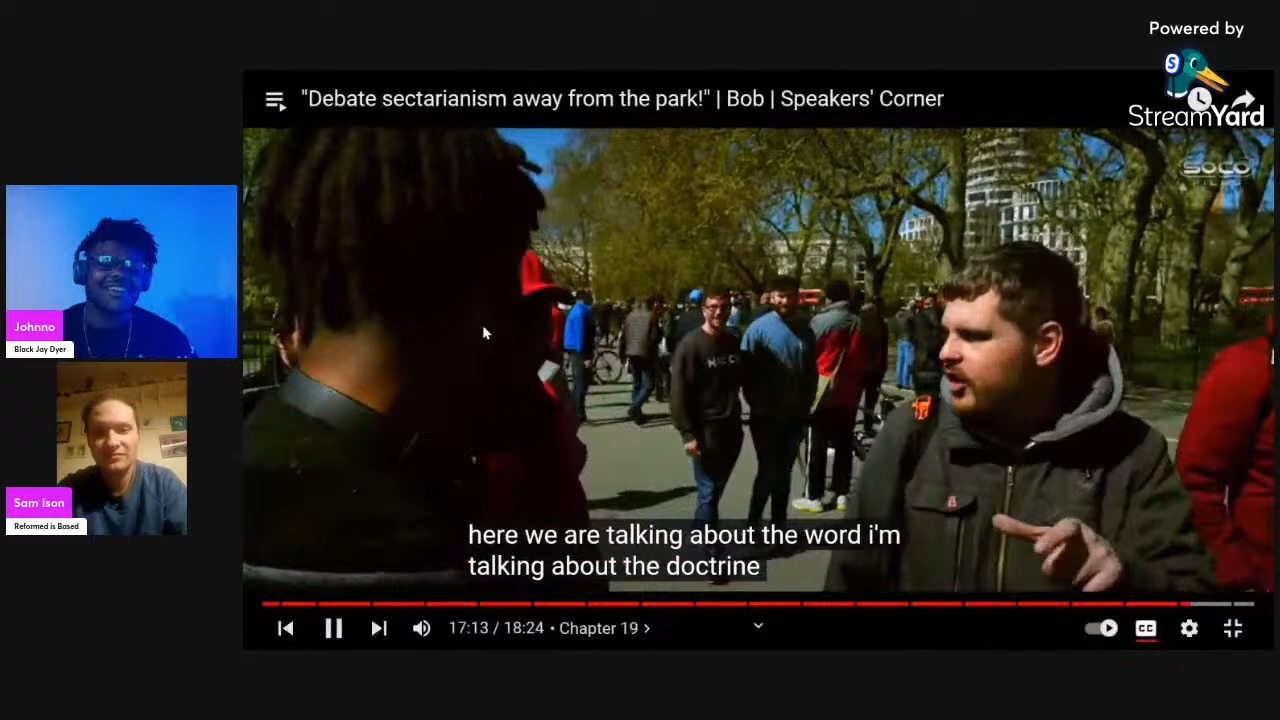 Powered by
StreamYard
"Debate sectarianism away from the park!" | Bob | Speakers' Corner
SOCO
Johnno
Black Jay Dyer
Sam Ison
Reformed is Based
here we are talking about the word i'm
talking about the doctrine
17:13 / 18:24 • Chapter 19 >
CC